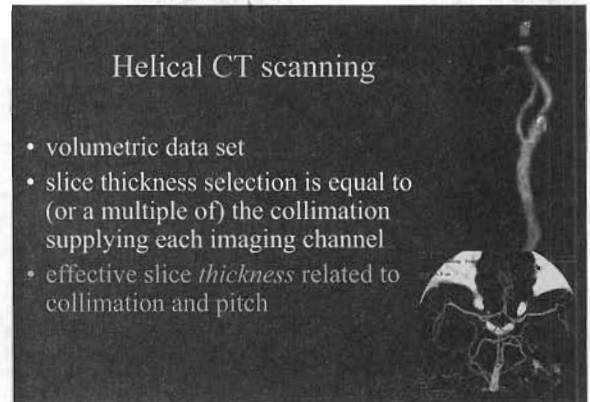 Helical CT scanning
• volumetric data set
• slice thickness selection is equal to
(or a multiple of) the collimation
supplying each imaging channel
• effective slice thickness related to
collimation and pitch